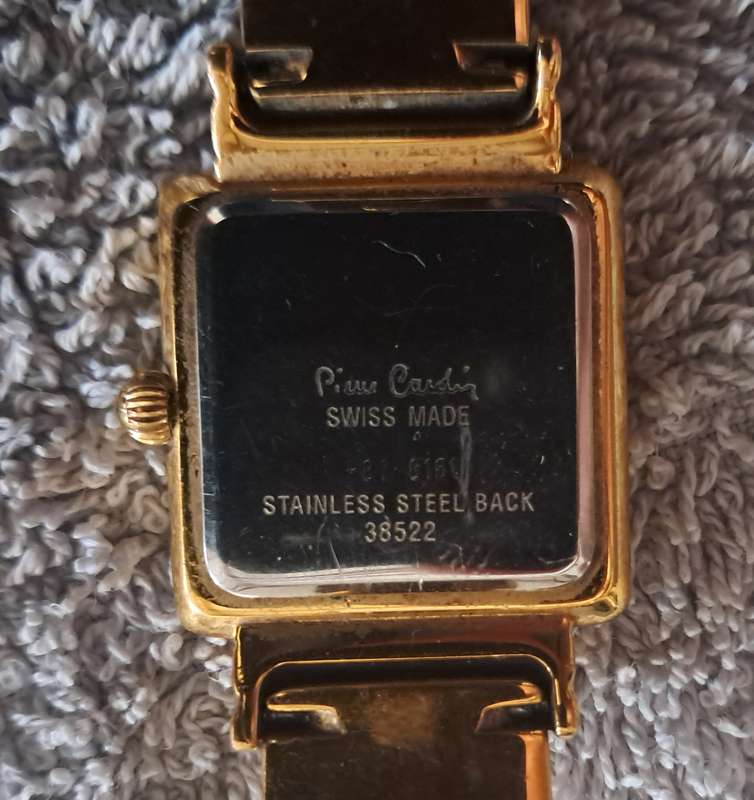 Pierre Cardin
SWISS MADE
STAINLESS STEEL BACK
38522